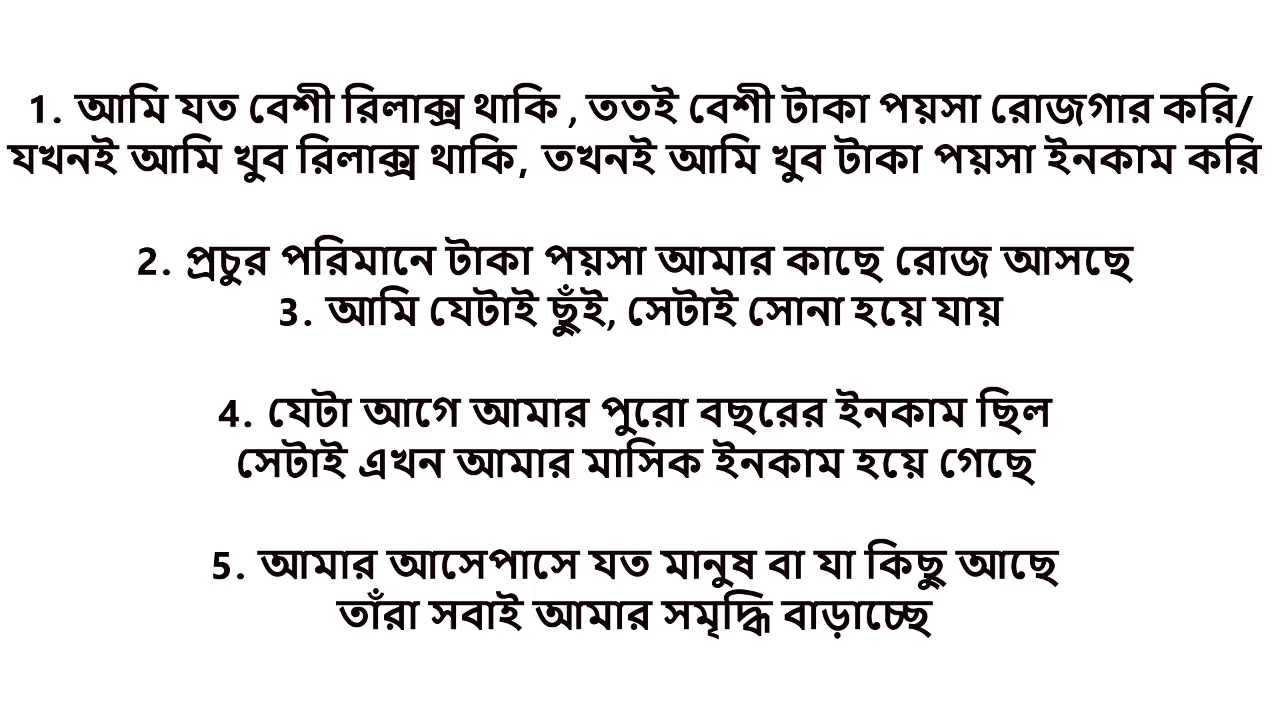 1. আমি যত বেশী রিলাক্স থাকি , ততই বেশী টাকা পয়সা রোজগার করি/
যখনই আমি খুব রিলাক্স থাকি, তখনই আমি খুব টাকা পয়সা ইনকাম করি
2. প্রচুর পরিমানে টাকা পয়সা আমার কাছে রোজ আসছে
3. আমি যেটাই ছুঁই, সেটাই সোনা হয়ে যায়
4. যেটা আগে আমার পুরো বছরের ইনকাম ছিল
সেটাই এখন আমার মাসিক ইনকাম হয়ে গেছে
5. আমার আসেপাসে যত মানুষ বা যা কিছু আছে
তাঁরা সবাই আমার সমৃদ্ধি বাড়াচ্ছে